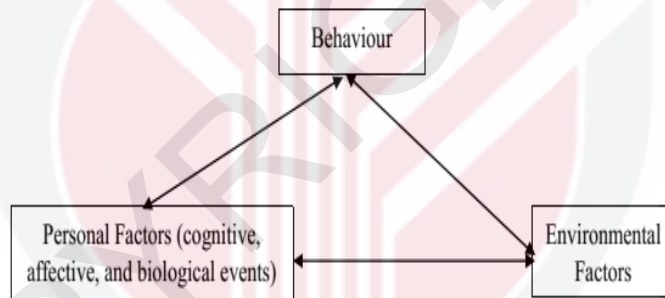 Behaviour
Personal Factors (cognitive,
affective, and biological events)
Environmental
Factors